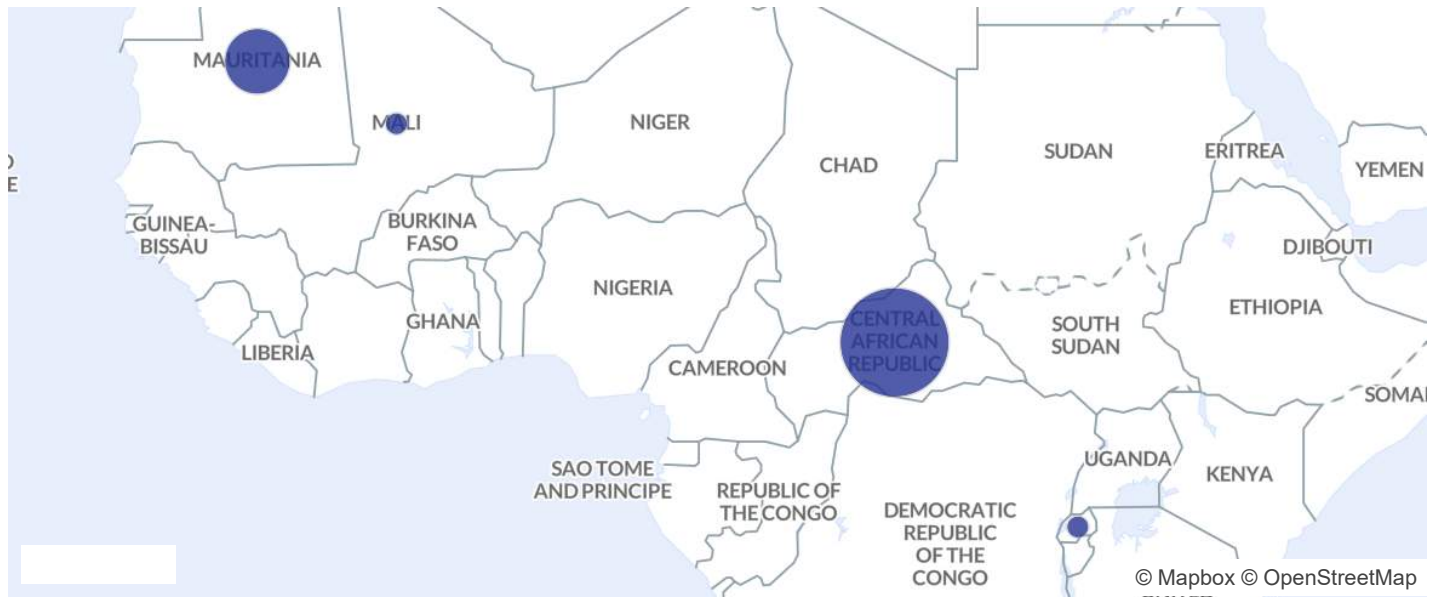 MAURITANIA
MALI
NIGER
CHAD
SUDAN
ERITREA
YEMEN
E
GUINEA-
BISSAU
BURKINA
FASO
DJIBOUTI
NIGERIA
ETHIOPIA
GHANA
LIBERIA
CENTRAL
AFRICAN
REPUBLIC
SOUTH
SUDAN
CAMEROON
SOMAL
UGANDA
KENYA
SAO TOME
AND PRINCIPE
REPUBLIC OF
THE CONGO
DEMOCRATIC
REPUBLIC
OF THE
CONGO
© Mapbox © OpenStreetMap